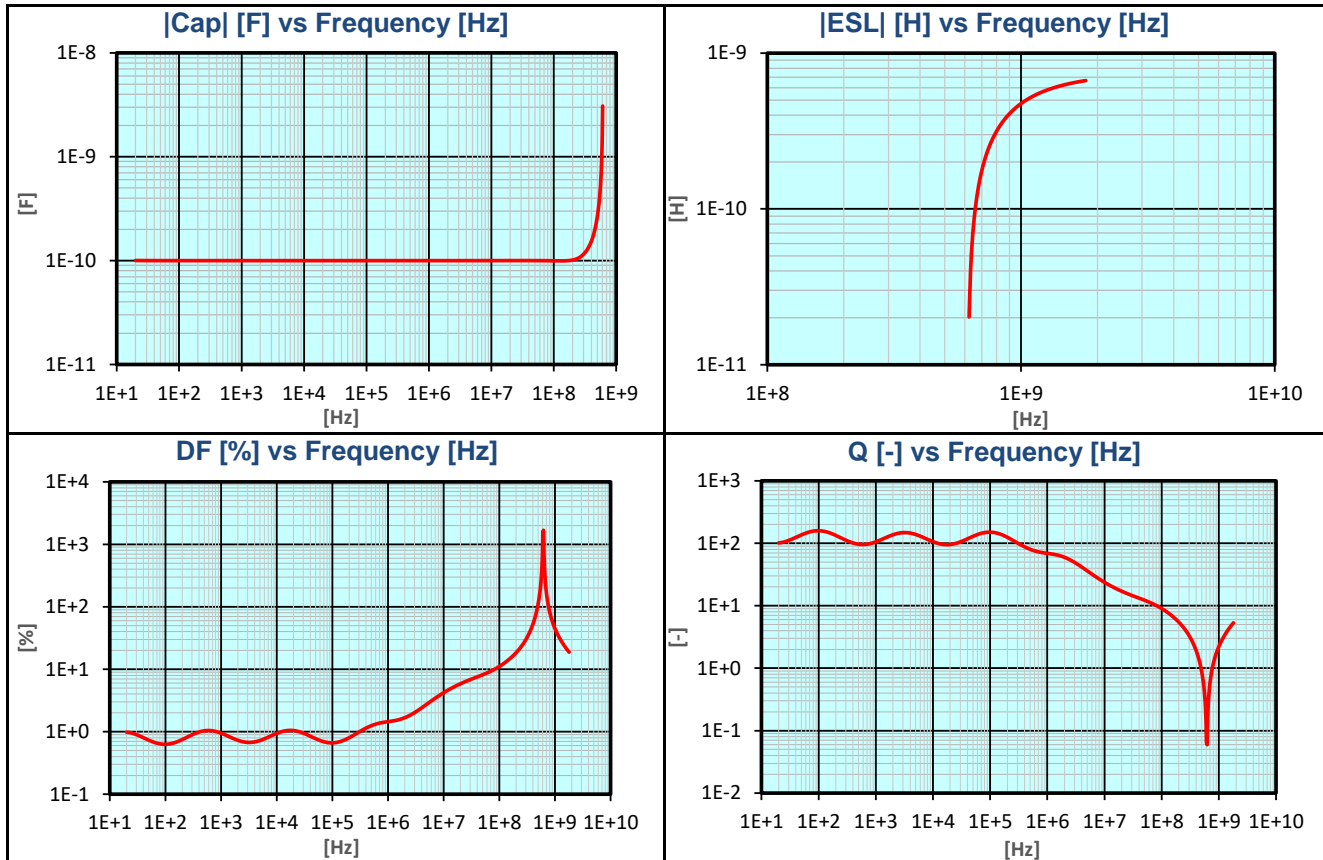 |Cap| [F] vs Frequency [Hz]
1E-8
1E-9
1E-10
1E-11
[F]
1E+1 1E+2 1E+3 1E+4 1E+5 1E+6 1E+7 1E+8 1E+9
[Hz]
|ESL| [H] vs Frequency [Hz]
1E-9
1E-10
1E-11
[H]
1E+8 1E+9 1E+10
[Hz]
DF [%] vs Frequency [Hz]
1E+4
1E+3
1E+2
1E+1
1E+0
1E-1
[%]
1E+1 1E+2 1E+3 1E+4 1E+5 1E+6 1E+7 1E+8 1E+9 1E+10
[Hz]
Q [-] vs Frequency [Hz]
1E+3
1E+2
1E+1
1E+0
1E-1
1E-2
[-]
1E+1 1E+2 1E+3 1E+4 1E+5 1E+6 1E+7 1E+8 1E+9 1E+10
[Hz]